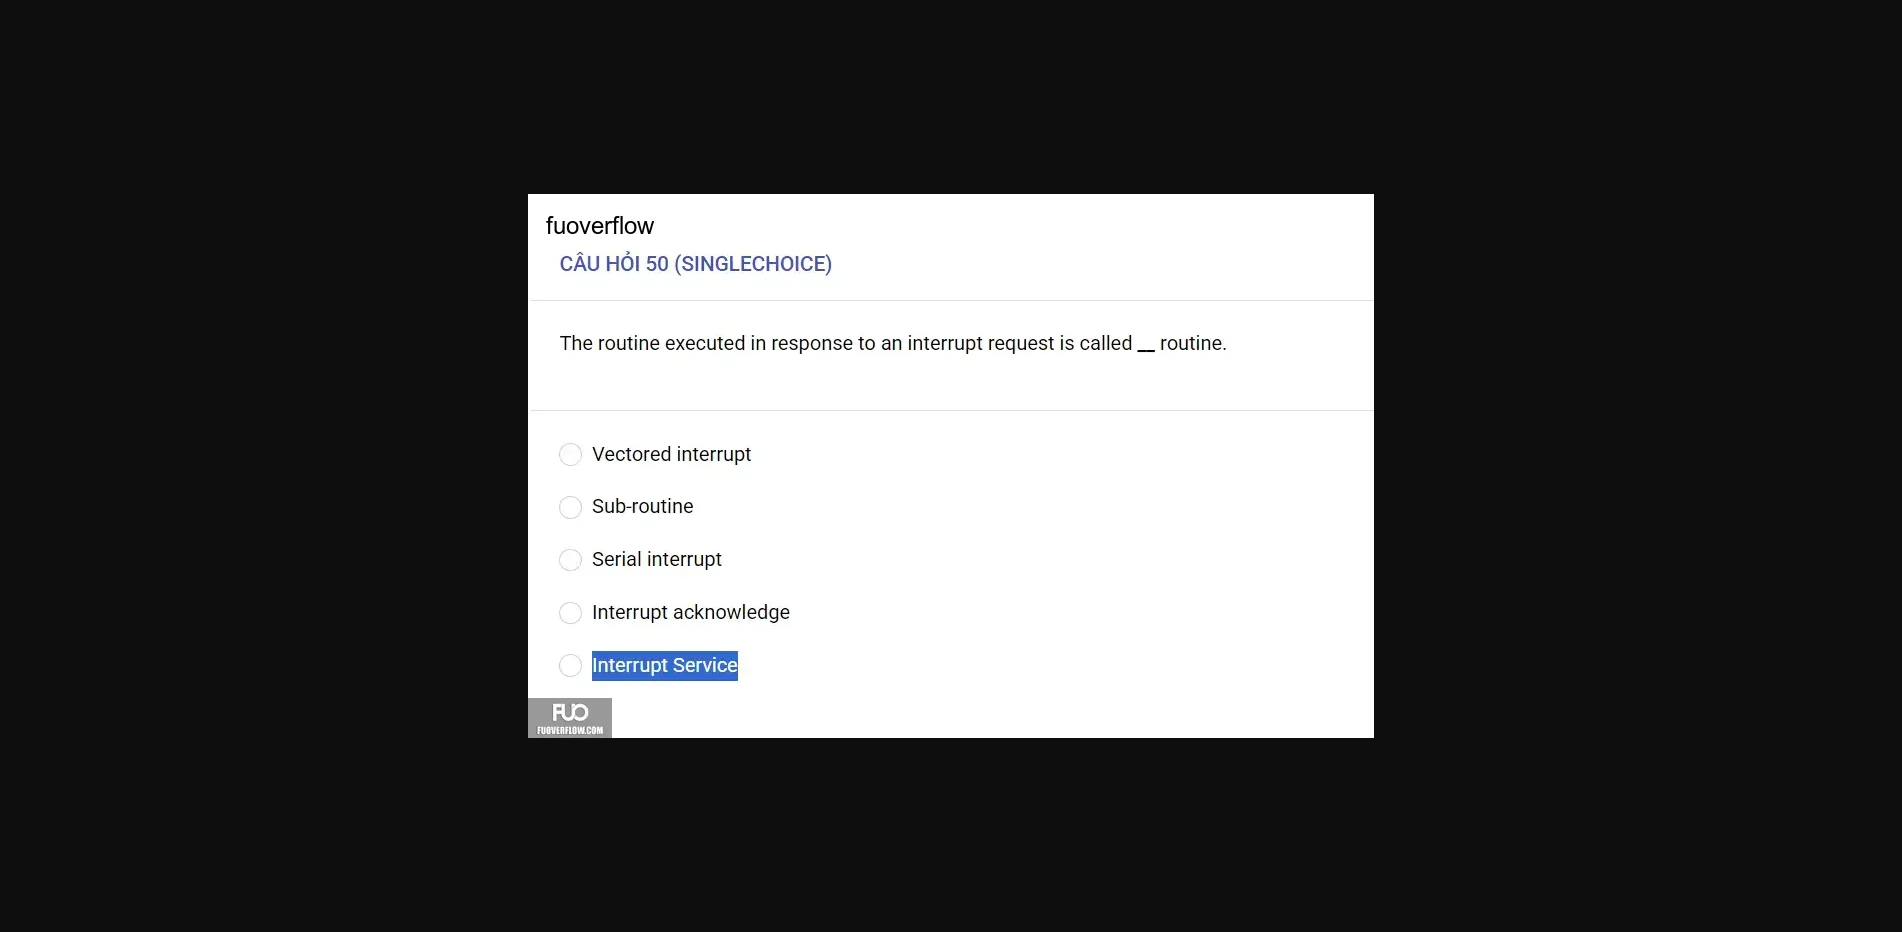 fuoverflow
CÂU HỎI 50 (SINGLECHOICE)
The routine executed in response to an interrupt request is called __ routine.
Vectored interrupt
Sub-routine
Serial interrupt
Interrupt acknowledge
Interrupt Service
FUO
FUOVERFLOW.COM